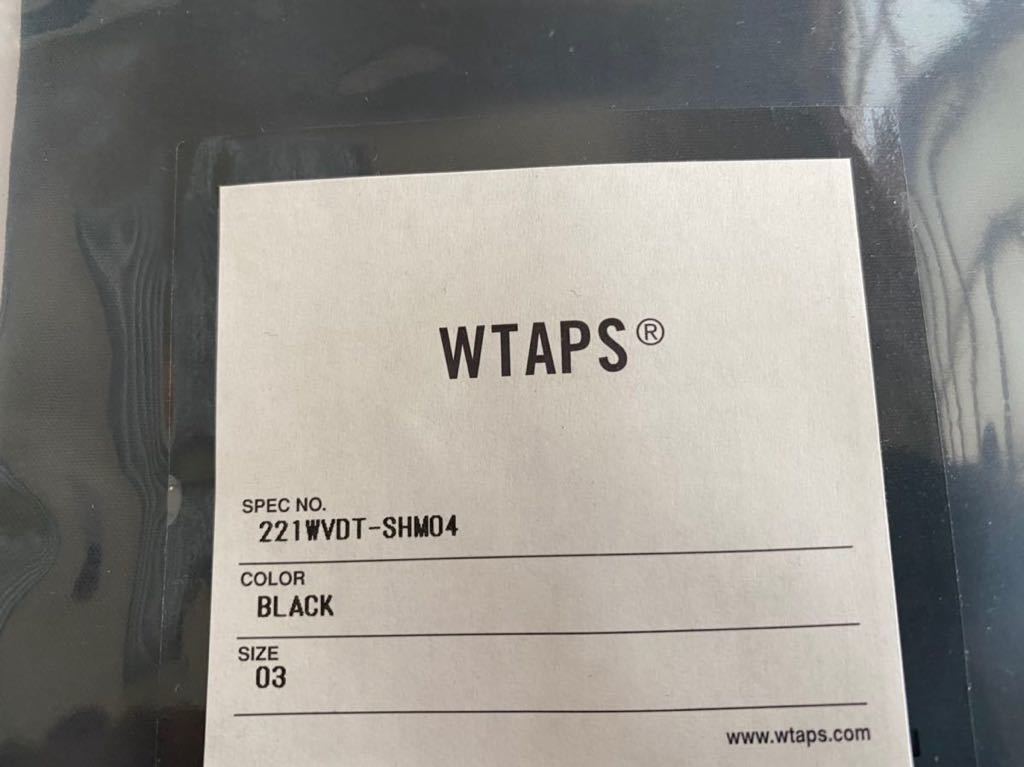 WTAPS®
SPEC NO.
221WVDT-SHM04
COLOR
BLACK
SIZE
03
www.wtaps.com